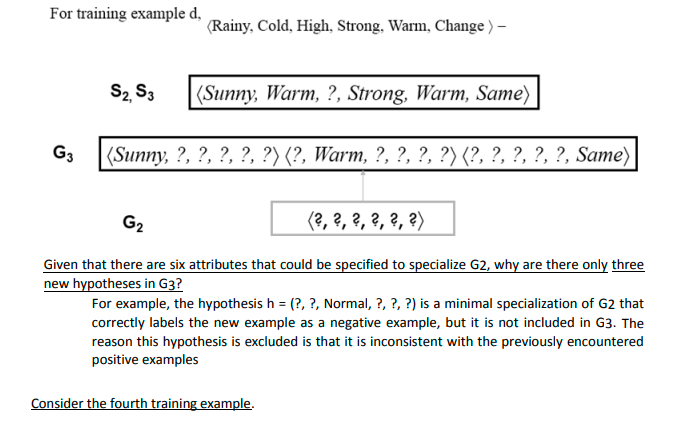 For training example d,
⟨Rainy, Cold, High, Strong, Warm, Change ⟩ −
S2, S3
⟨Sunny, Warm, ?, Strong, Warm, Same⟩
G3
⟨Sunny, ?, ?, ?, ?, ?⟩ ⟨?, Warm, ?, ?, ?, ?⟩ ⟨?, ?, ?, ?, ?, Same⟩
G2
⟨?, ?, ?, ?, ?, ?⟩
Given that there are six attributes that could be specified to specialize G2, why are there only three
new hypotheses in G3?
For example, the hypothesis h = (?, ?, Normal, ?, ?, ?) is a minimal specialization of G2 that
correctly labels the new example as a negative example, but it is not included in G3. The
reason this hypothesis is excluded is that it is inconsistent with the previously encountered
positive examples
Consider the fourth training example.